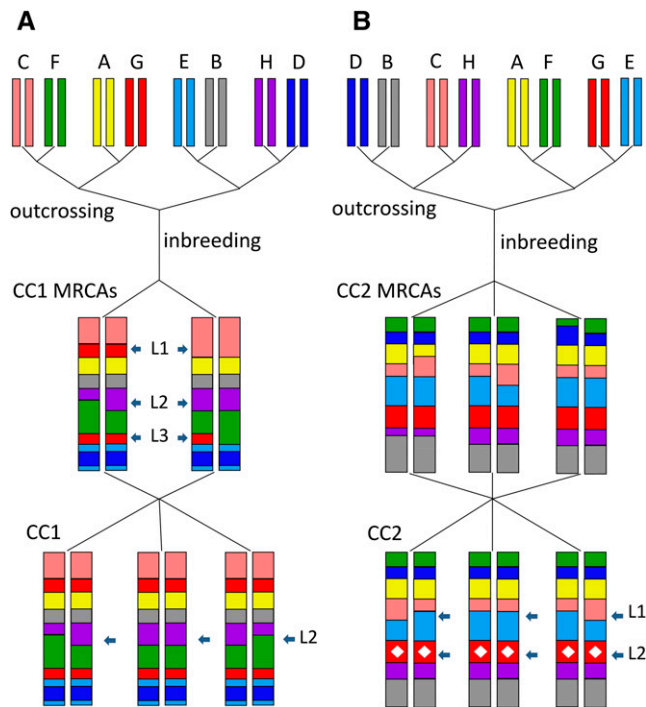 A
C F A G E B H D
outcrossing
inbreeding
CC1 MRCAs
L1
L2
L3
CC1
L2
B
D B C H A F G E
outcrossing
inbreeding
CC2 MRCAs
CC2
L1
L2